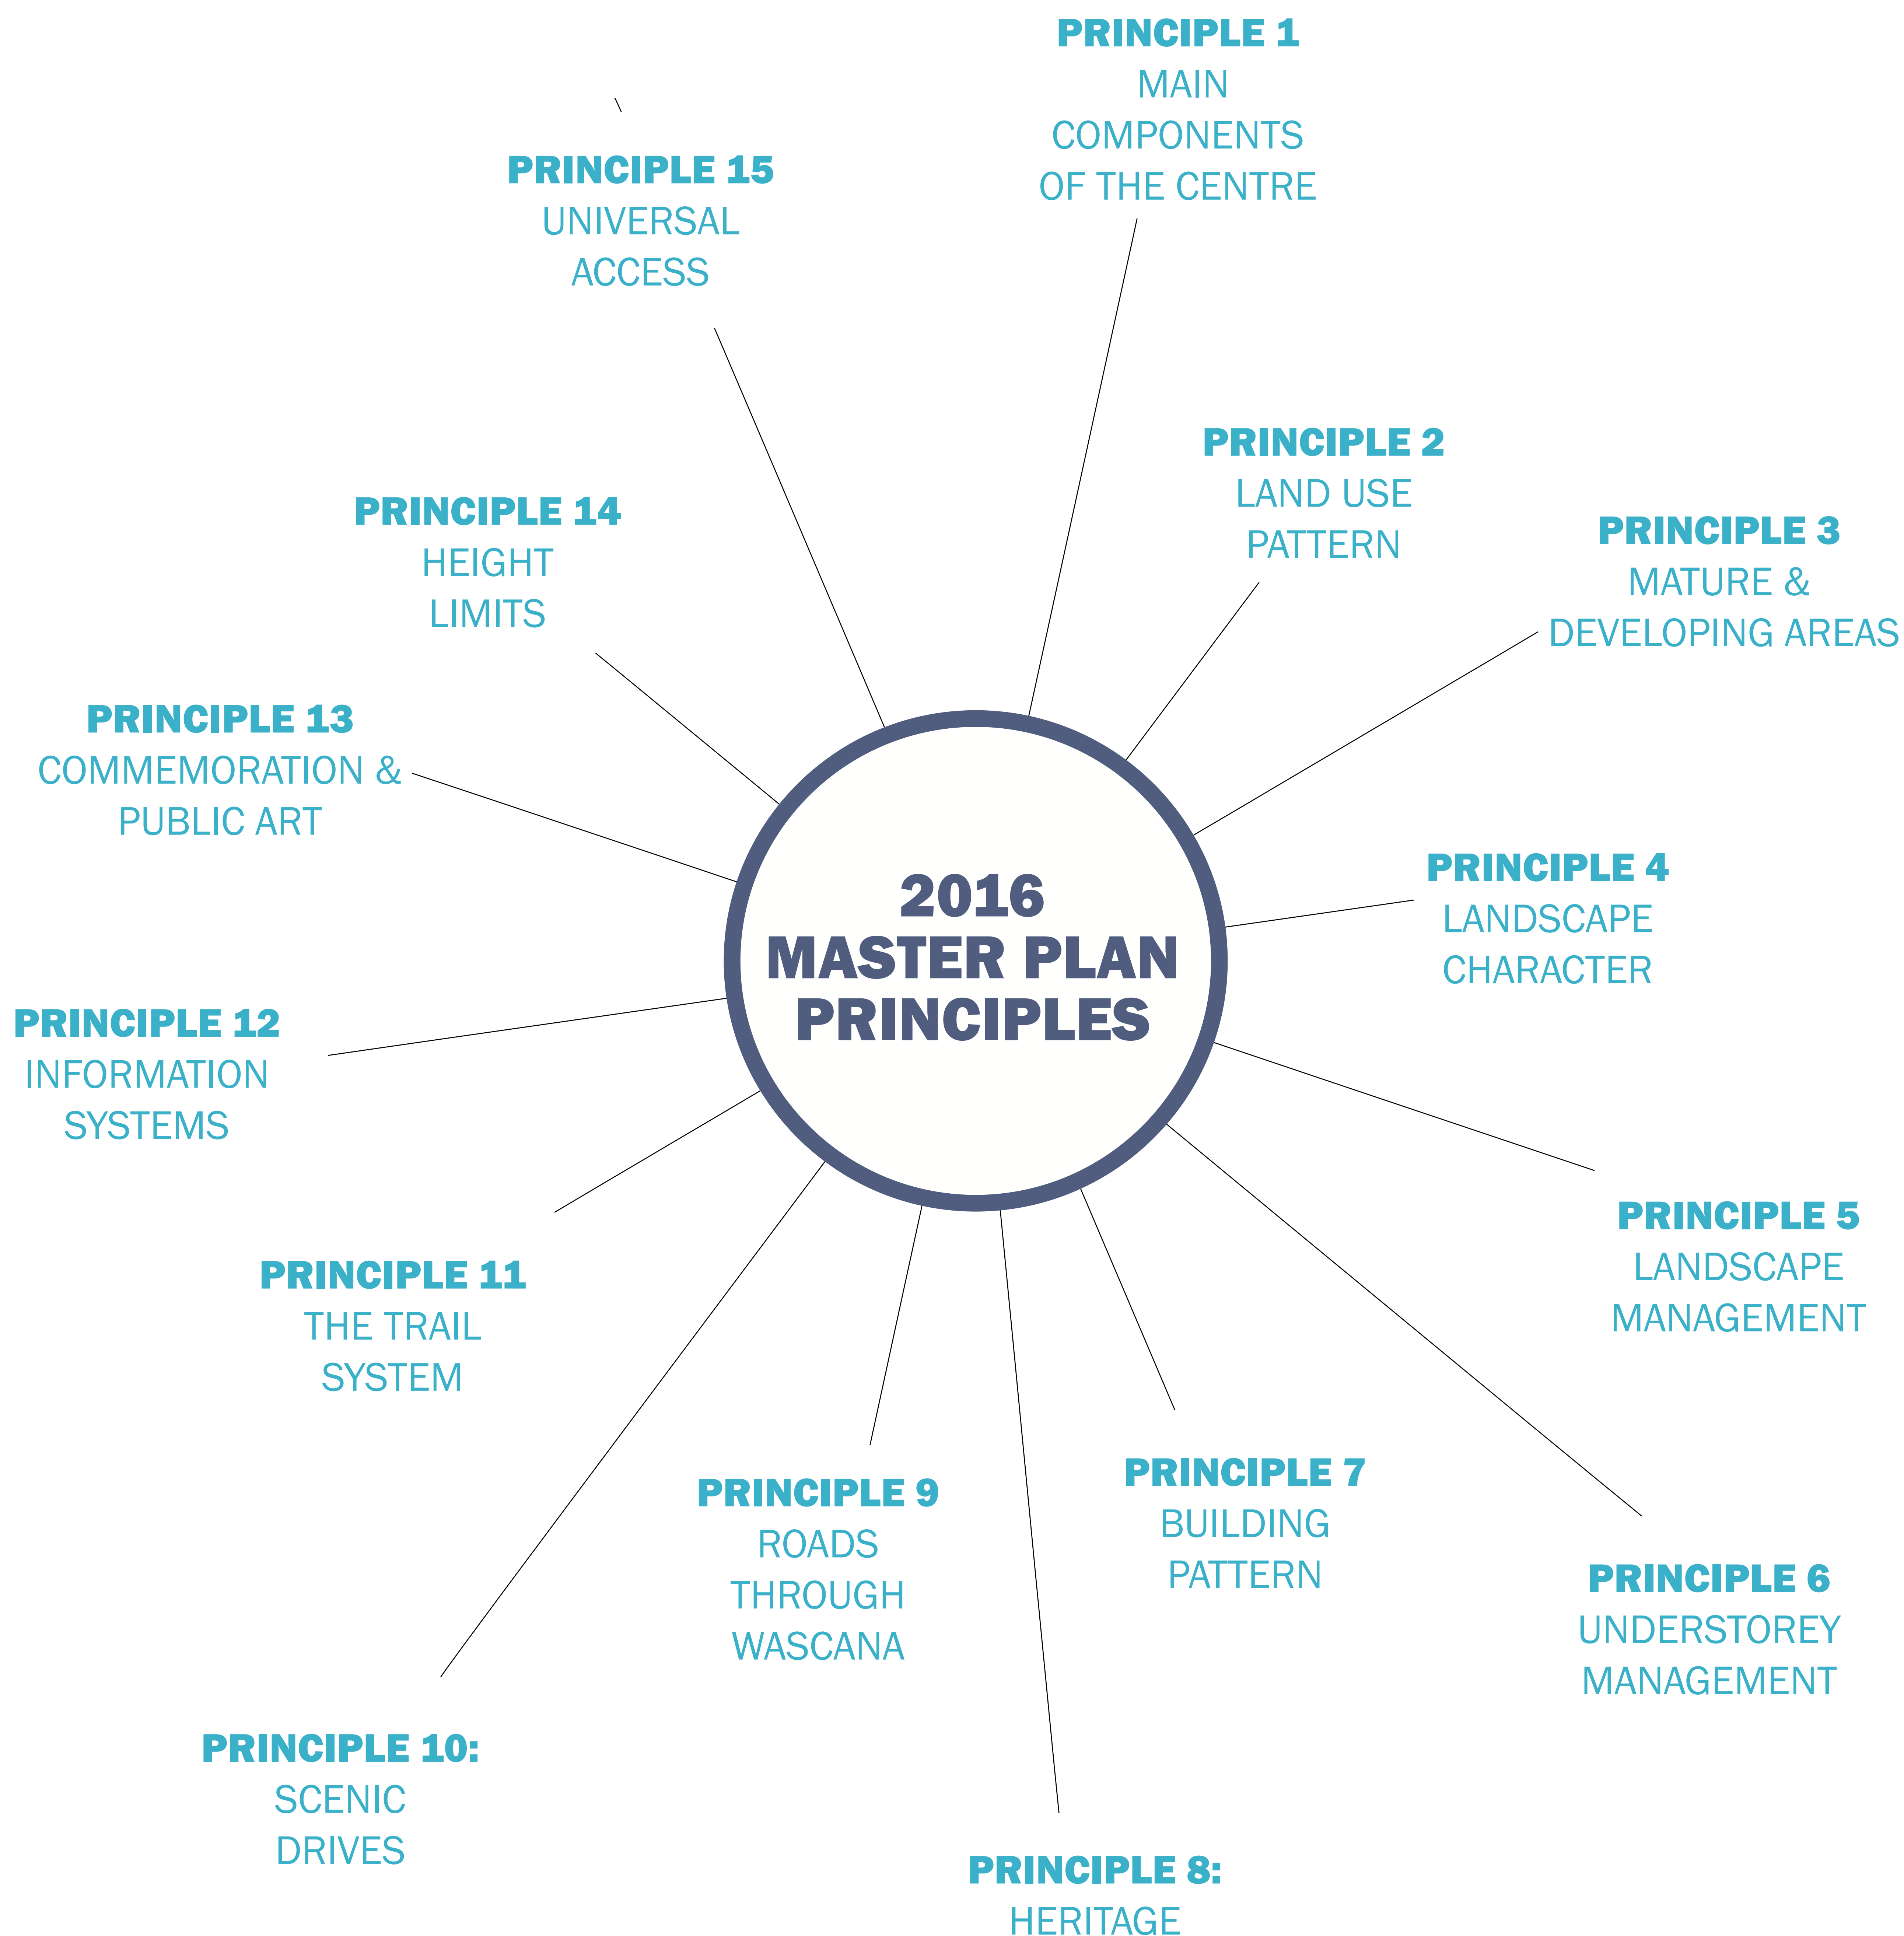 PRINCIPLE 1
MAIN
COMPONENTS
OF THE CENTRE
PRINCIPLE 2
LAND USE
PATTERN
PRINCIPLE 3
MATURE &
DEVELOPING AREAS
PRINCIPLE 4
LANDSCAPE
CHARACTER
PRINCIPLE 5
LANDSCAPE
MANAGEMENT
PRINCIPLE 6
UNDERSTOREY
MANAGEMENT
PRINCIPLE 7
BUILDING
PATTERN
PRINCIPLE 8:
HERITAGE
PRINCIPLE 9
ROADS
THROUGH
WASCANA
PRINCIPLE 10:
SCENIC
DRIVES
PRINCIPLE 11
THE TRAIL
SYSTEM
PRINCIPLE 12
INFORMATION
SYSTEMS
PRINCIPLE 13
COMMEMORATION &
PUBLIC ART
PRINCIPLE 14
HEIGHT
LIMITS
PRINCIPLE 15
UNIVERSAL
ACCESS
2016
MASTER PLAN
PRINCIPLES